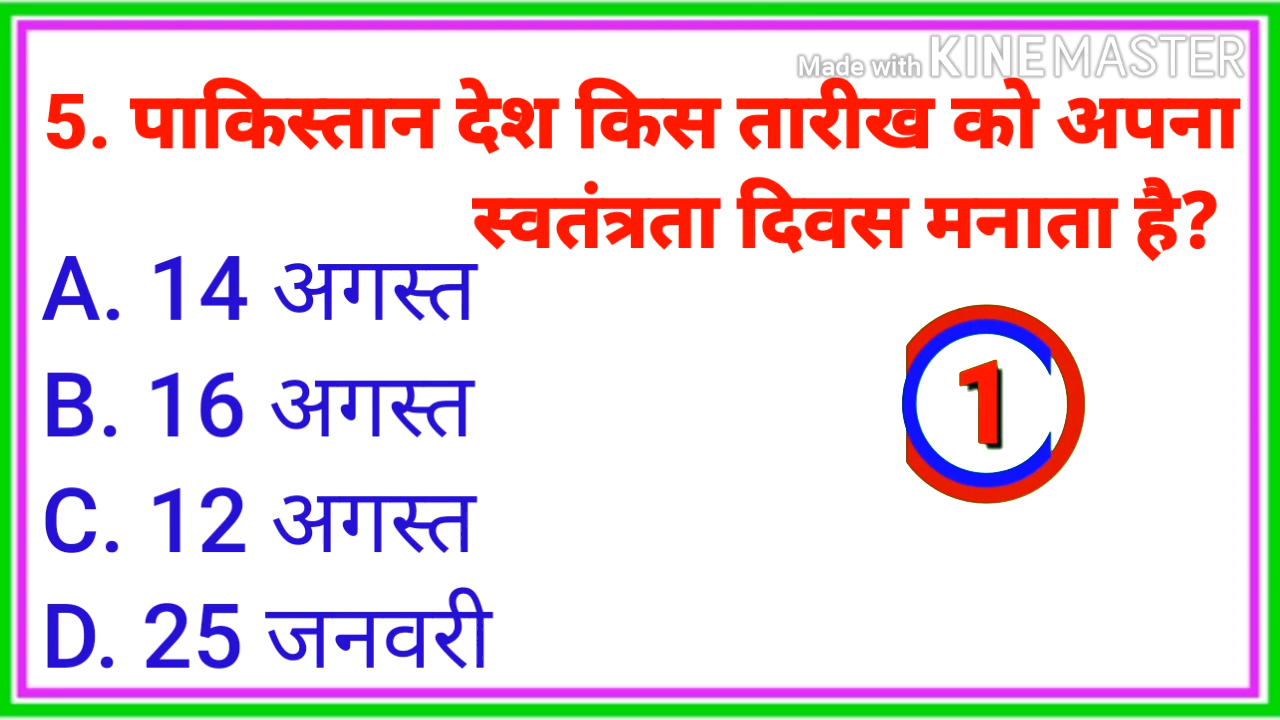 Made with KINEMASTER
5. पाकिस्तान देश किस तारीख को अपना
स्वतंत्रता दिवस मनाता है?
A. 14 अगस्त
B. 16 अगस्त
1
C. 12 अगस्त
D. 25 जनवरी